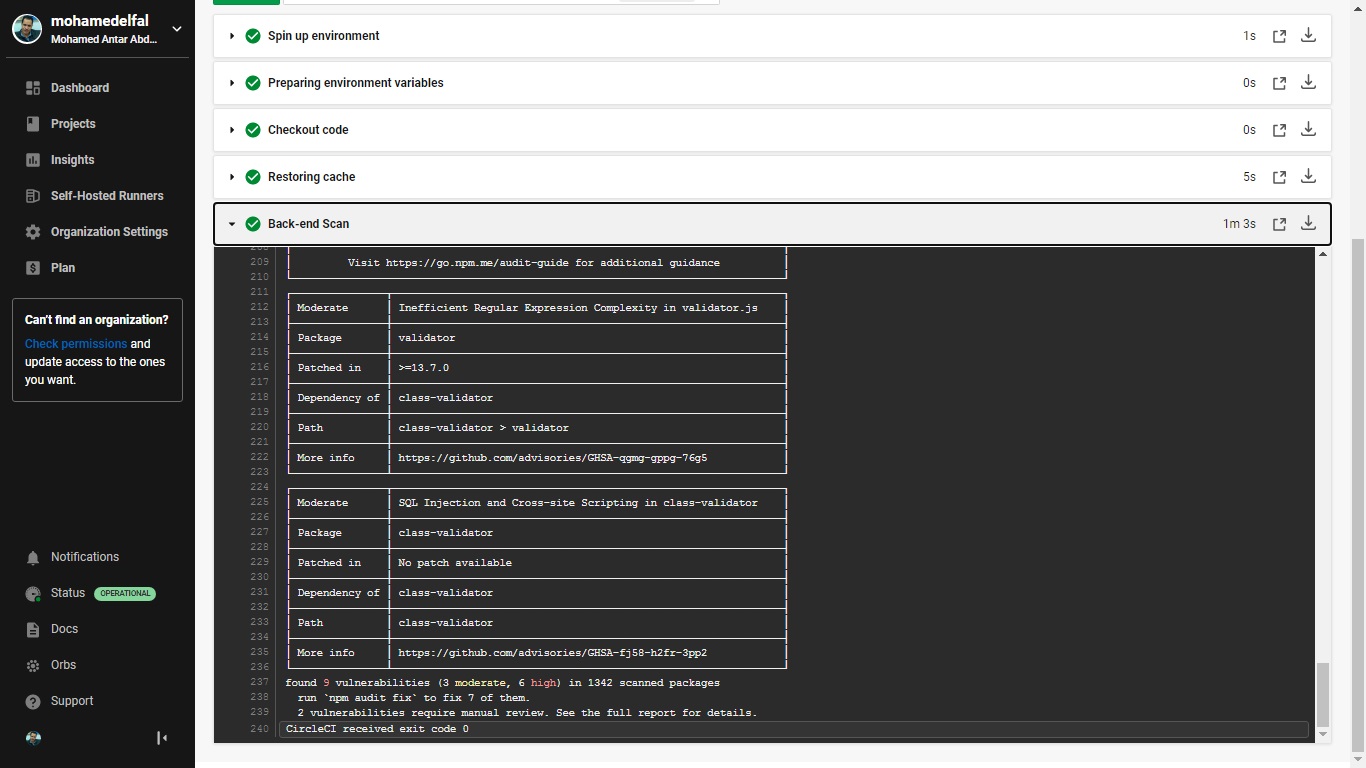 mohamedelfal
Mohamed Antar Abd...
Dashboard
Projects
Insights
Self-Hosted Runners
Organization Settings
Plan
Can't find an organization?
Check permissions and
update access to the ones
you want.
Notifications
Status OPERATIONAL
Docs
Orbs
Support
Spin up environment 1s
Preparing environment variables 0s
Checkout code 0s
Restoring cache 5s
Back-end Scan 1m 3s
209 Visit https://go.npm.me/audit-guide for additional guidance
210
211
212 Moderate Inefficient Regular Expression Complexity in validator.js
213
214 Package validator
215
216 Patched in >=13.7.0
217
218 Dependency of class-validator
219
220 Path class-validator > validator
221
222 More info https://github.com/advisories/GHSA-qgmg-gppg-76g5
223
224
225 Moderate SQL Injection and Cross-site Scripting in class-validator
226
227 Package class-validator
228
229 Patched in No patch available
230
231 Dependency of class-validator
232
233 Path class-validator
234
235 More info https://github.com/advisories/GHSA-fj58-h2fr-3pp2
236
237 found 9 vulnerabilities (3 moderate, 6 high) in 1342 scanned packages
238 run `npm audit fix` to fix 7 of them.
239 2 vulnerabilities require manual review. See the full report for details.
240 CircleCI received exit code 0